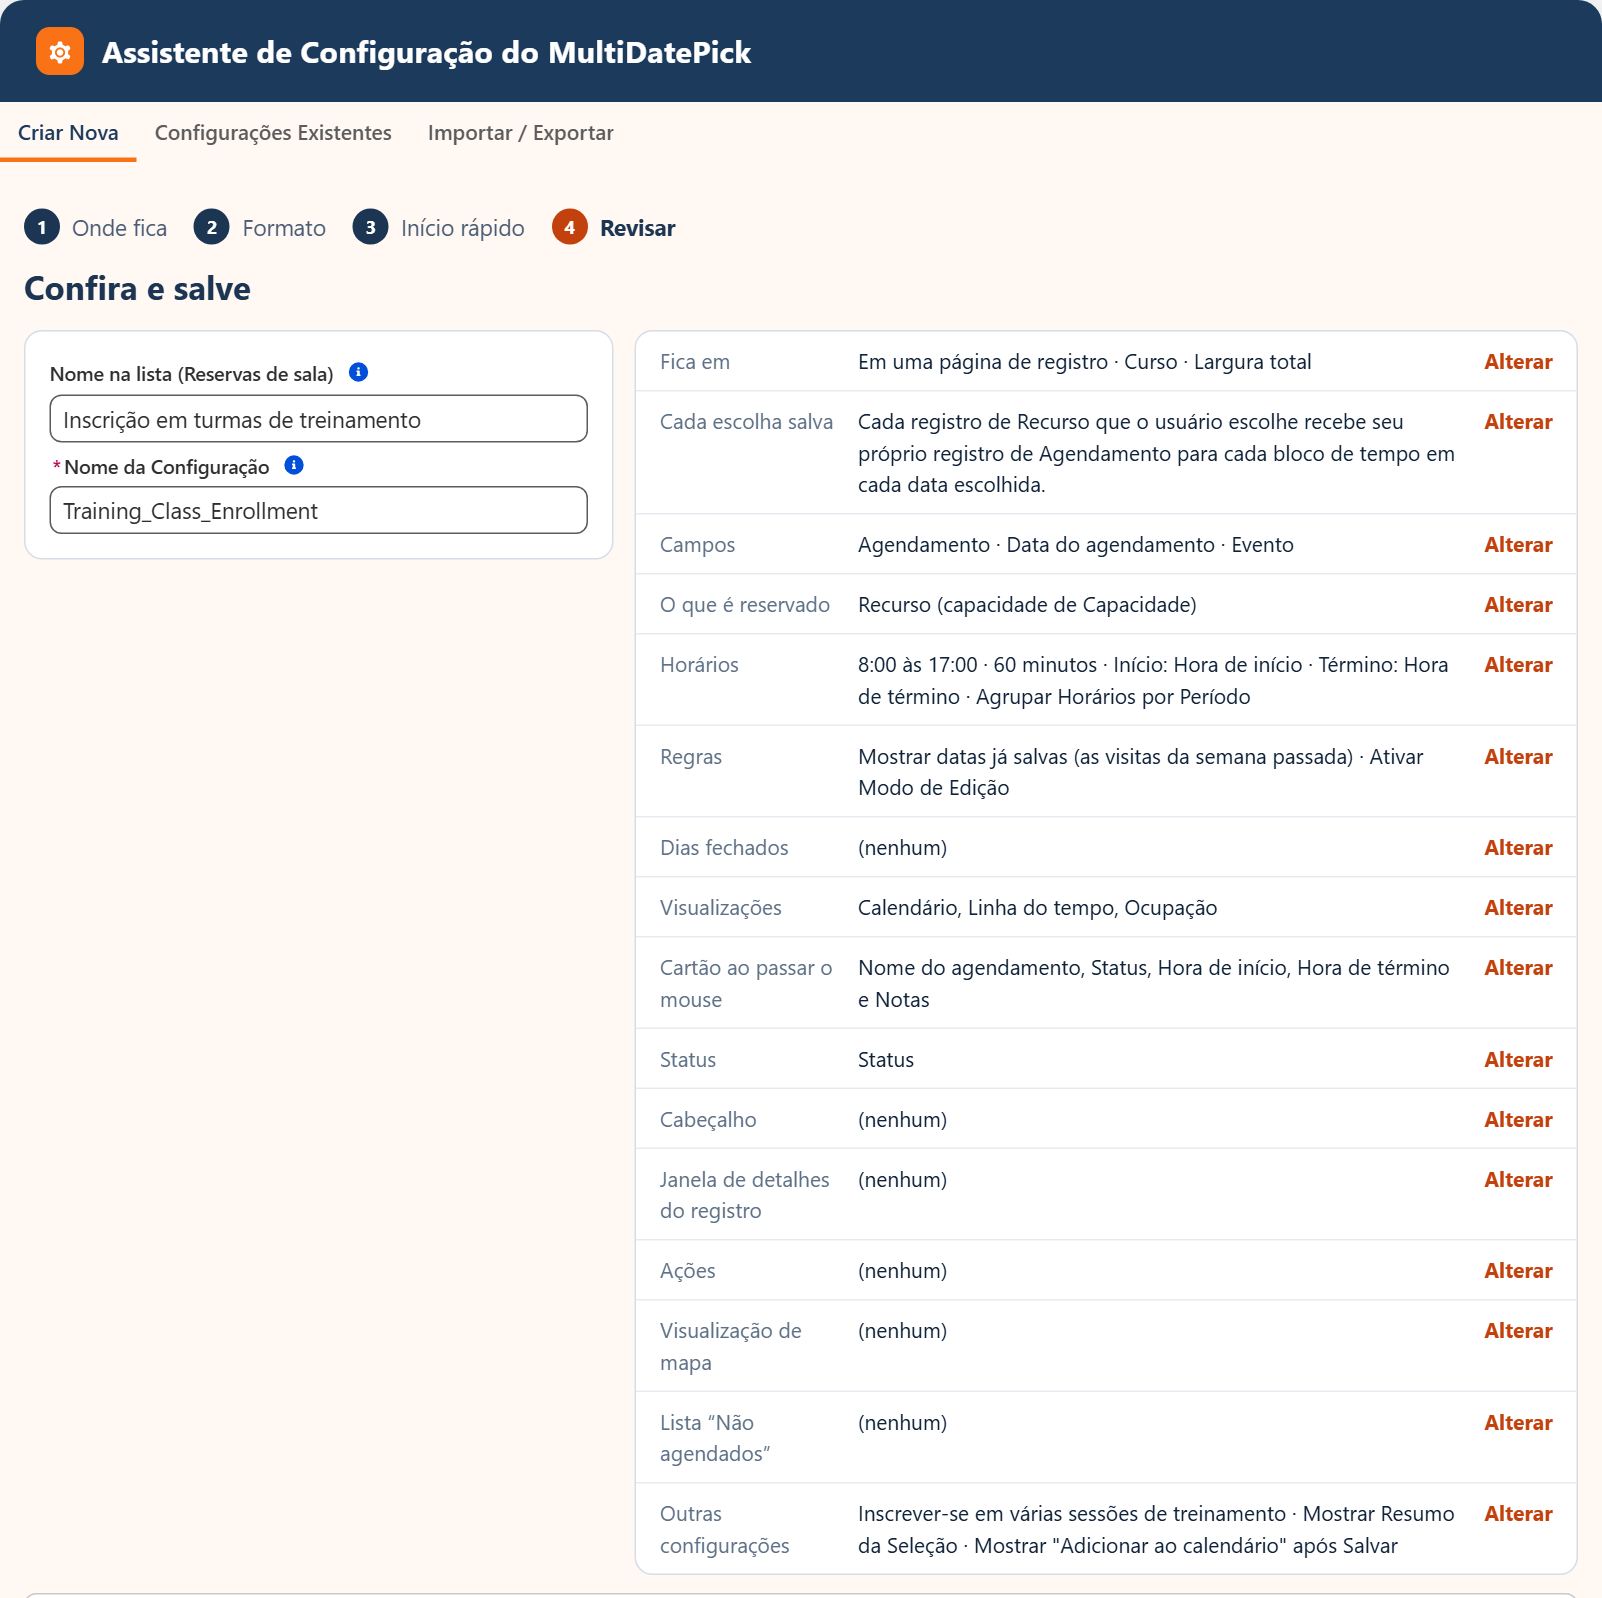 Assistente de Configuração do MultiDatePick
Criar Nova
Configurações Existentes
Importar / Exportar
1 Onde fica
2 Formato
3 Início rápido
4 Revisar
Confira e salve
Nome na lista (Reservas de sala)
Inscrição em turmas de treinamento
*Nome da Configuração
Training_Class_Enrollment
Fica em
Em uma página de registro · Curso · Largura total
Alterar
Cada escolha salva
Cada registro de Recurso que o usuário escolhe recebe seu
próprio registro de Agendamento para cada bloco de tempo em
cada data escolhida.
Alterar
Campos
Agendamento · Data do agendamento · Evento
Alterar
O que é reservado
Recurso (capacidade de Capacidade)
Alterar
Horários
8:00 às 17:00 · 60 minutos · Início: Hora de início · Término: Hora
de término · Agrupar Horários por Período
Alterar
Regras
Mostrar datas já salvas (as visitas da semana passada) · Ativar
Modo de Edição
Alterar
Dias fechados
(nenhum)
Alterar
Visualizações
Calendário, Linha do tempo, Ocupação
Alterar
Cartão ao passar o
mouse
Nome do agendamento, Status, Hora de início, Hora de término
e Notas
Alterar
Status
Status
Alterar
Cabeçalho
(nenhum)
Alterar
Janela de detalhes
do registro
(nenhum)
Alterar
Ações
(nenhum)
Alterar
Visualização de
mapa
(nenhum)
Alterar
Lista “Não
agendados”
(nenhum)
Alterar
Outras
configurações
Inscrever-se em várias sessões de treinamento · Mostrar Resumo
da Seleção · Mostrar "Adicionar ao calendário" após Salvar
Alterar